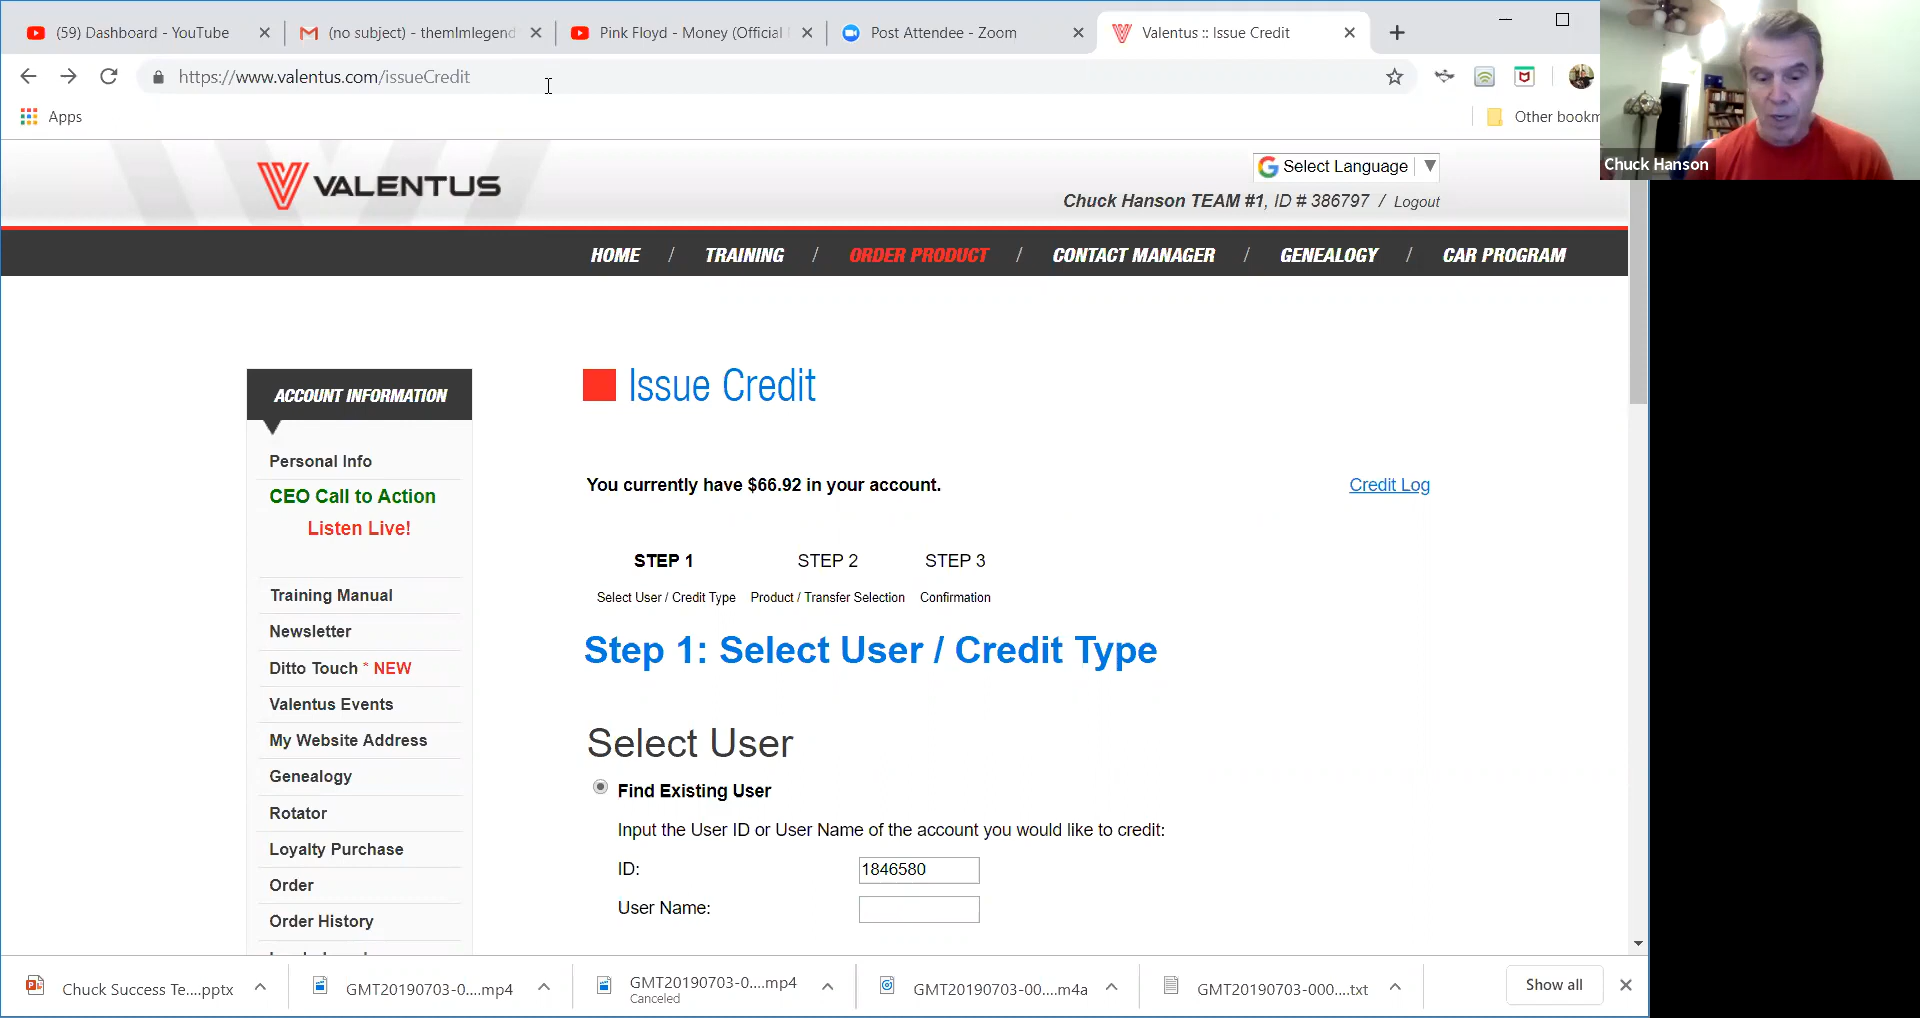 (59) Dashboard - YouTube
(no subject) - themlmlegend
Pink Floyd - Money (Official
Post Attendee - Zoom
Valentus :: Issue Credit
https://www.valentus.com/issueCredit
Apps
Other bookm
Chuck Hanson
VALENTUS
Select Language ▼
Chuck Hanson TEAM #1, ID # 386797 / Logout
HOME / TRAINING / ORDER PRODUCT / CONTACT MANAGER / GENEALOGY / CAR PROGRAM
ACCOUNT INFORMATION
Personal Info
CEO Call to Action
Listen Live!
Training Manual
Newsletter
Ditto Touch * NEW
Valentus Events
My Website Address
Genealogy
Rotator
Loyalty Purchase
Order
Order History
Issue Credit
You currently have $66.92 in your account.
Credit Log
STEP 1 STEP 2 STEP 3
Select User / Credit Type Product / Transfer Selection Confirmation
Step 1: Select User / Credit Type
Select User
Find Existing User
Input the User ID or User Name of the account you would like to credit:
ID: 1846580
User Name:
Chuck Success Te....pptx
GMT20190703-0....mp4
GMT20190703-0....mp4
Canceled
GMT20190703-00....m4a
GMT20190703-000....txt
Show all